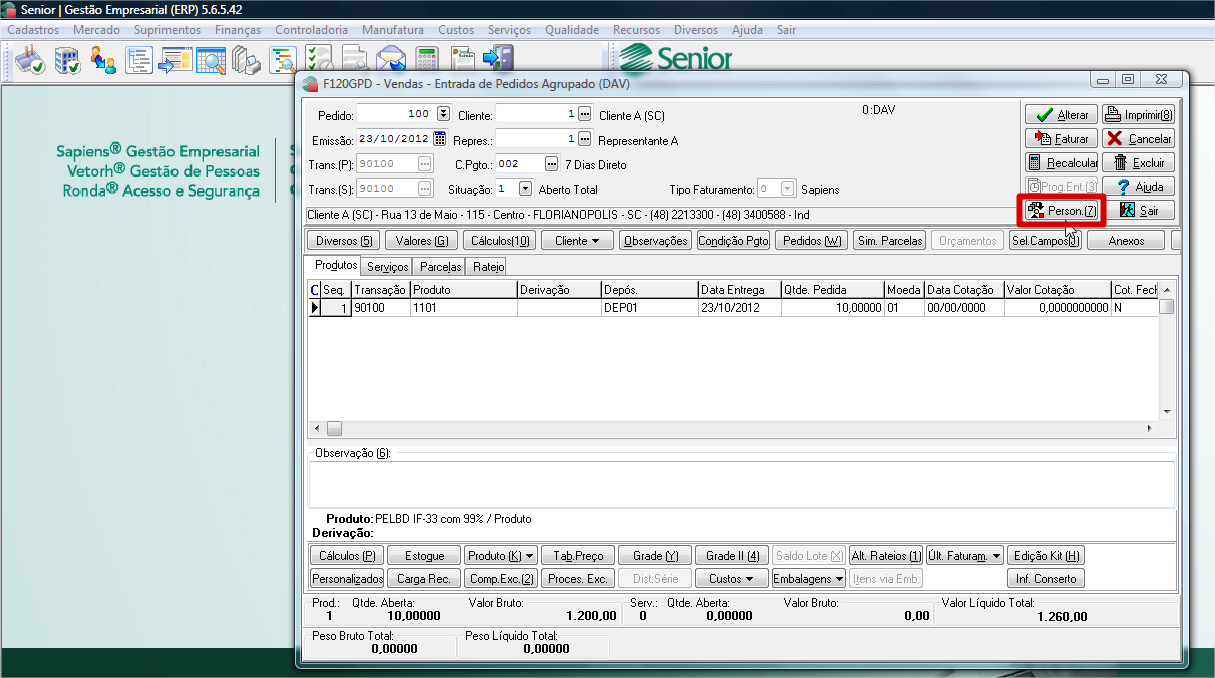 Senior | Gestão Empresarial (ERP) 5.6.5.42
Cadastros Mercado Suprimentos Finanças Controladoria Manufatura Custos Serviços Qualidade Recursos Diversos Ajuda Sair
Senior
F120GPD - Vendas - Entrada de Pedidos Agrupado (DAV)
Sapiens® Gestão Empresarial
Vetorh® Gestão de Pessoas
Ronda® Acesso e Segurança
Pedido: 100 Cliente: 1 Cliente A (SC) 0:DAV
Emissão: 23/10/2012 Repres.: 1 Representante A
Trans.(P): 90100 C.Pgto.: 002 7 Dias Direto
Trans.(S): 90100 Situação: 1 Aberto Total Tipo Faturamento: 0 Sapiens
Cliente A (SC) - Rua 13 de Maio - 115 - Centro - FLORIANOPOLIS - SC - (48) 2213300 - (48) 3400588 - Ind
Alterar Imprimir(8)
Faturar Cancelar
Recalcular Excluir
Prog.Ent.(3) Ajuda
Person.(7) Sair
Diversos (5) Valores (G) Cálculos(10) Cliente Observações Condição Pgto Pedidos (W) Sim. Parcelas Orçamentos Sel.Campos(J) Anexos
Produtos Serviços Parcelas Rateio
C Seq. Transação Produto Derivação Depós. Data Entrega Qtde. Pedida Moeda Data Cotação Valor Cotação Cot. Fech
1 90100 1101 DEP01 23/10/2012 10,00000 01 00/00/0000 0,0000000000 N
Observação (6):
Produto: PELBD IF-33 com 99% / Produto
Derivação:
Cálculos (P) Estoque Produto (K) Tab.Preço Grade (Y) Grade II (4) Saldo Lote (X) Alt. Rateios (1) Últ. Faturam. Edição Kit (H)
Personalizados Carga Rec. Comp.Exc.(2) Proces. Exc. Dist.Série Custos Embalagens Itens via Emb. Inf. Conserto
Prod.: Qtde. Aberta: Valor Bruto: Serv.: Qtde. Aberta: Valor Bruto: Valor Líquido Total:
1 10,00000 1.200,00 0 0,00000 0,00 1.260,00
Peso Bruto Total: Peso Líquido Total:
0,00000 0,00000